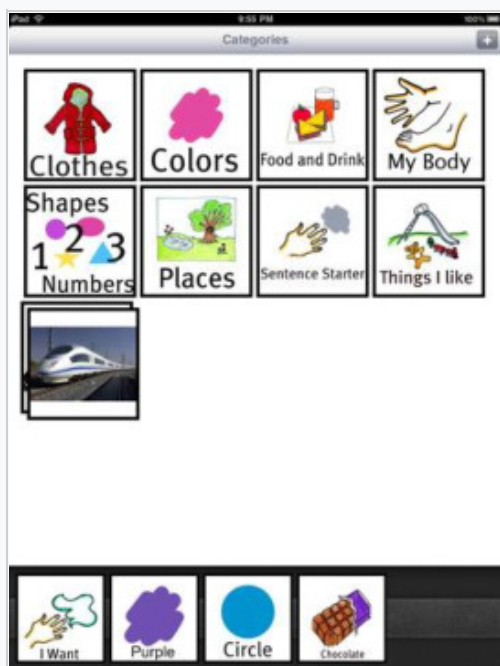 iPad 9:55 PM 100%
Categories +
Clothes
Colors
Food and Drink
My Body
Shapes
1 2 3
Numbers
Places
Sentence Starter
Things I like
I Want
Purple
Circle
Chocolate